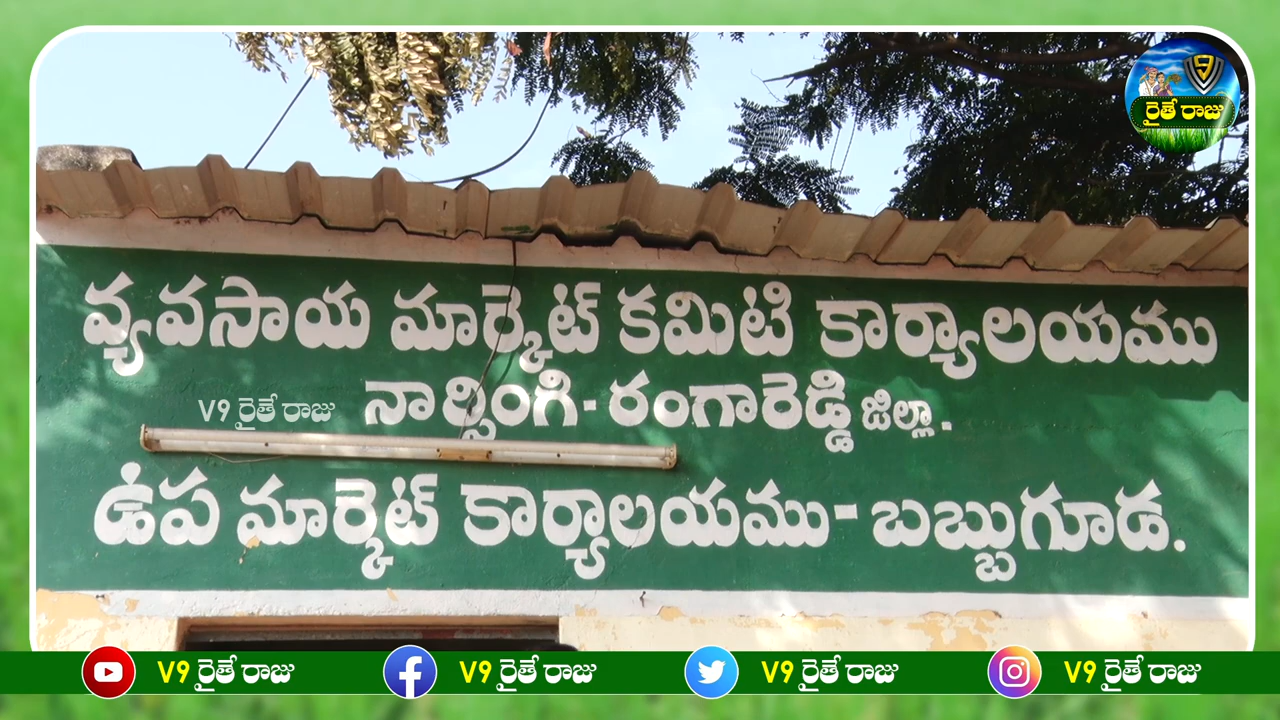 రైతే రాజు
వ్యవసాయ మార్కెట్ కమిటి కార్యాలయము
నార్సింగి - రంగారెడ్డి జిల్లా.
V9 రైతే రాజు
ఉప మార్కెట్ కార్యాలయము - బబ్బుగూడ.
V9 రైతే రాజు V9 రైతే రాజు V9 రైతే రాజు V9 రైతే రాజు